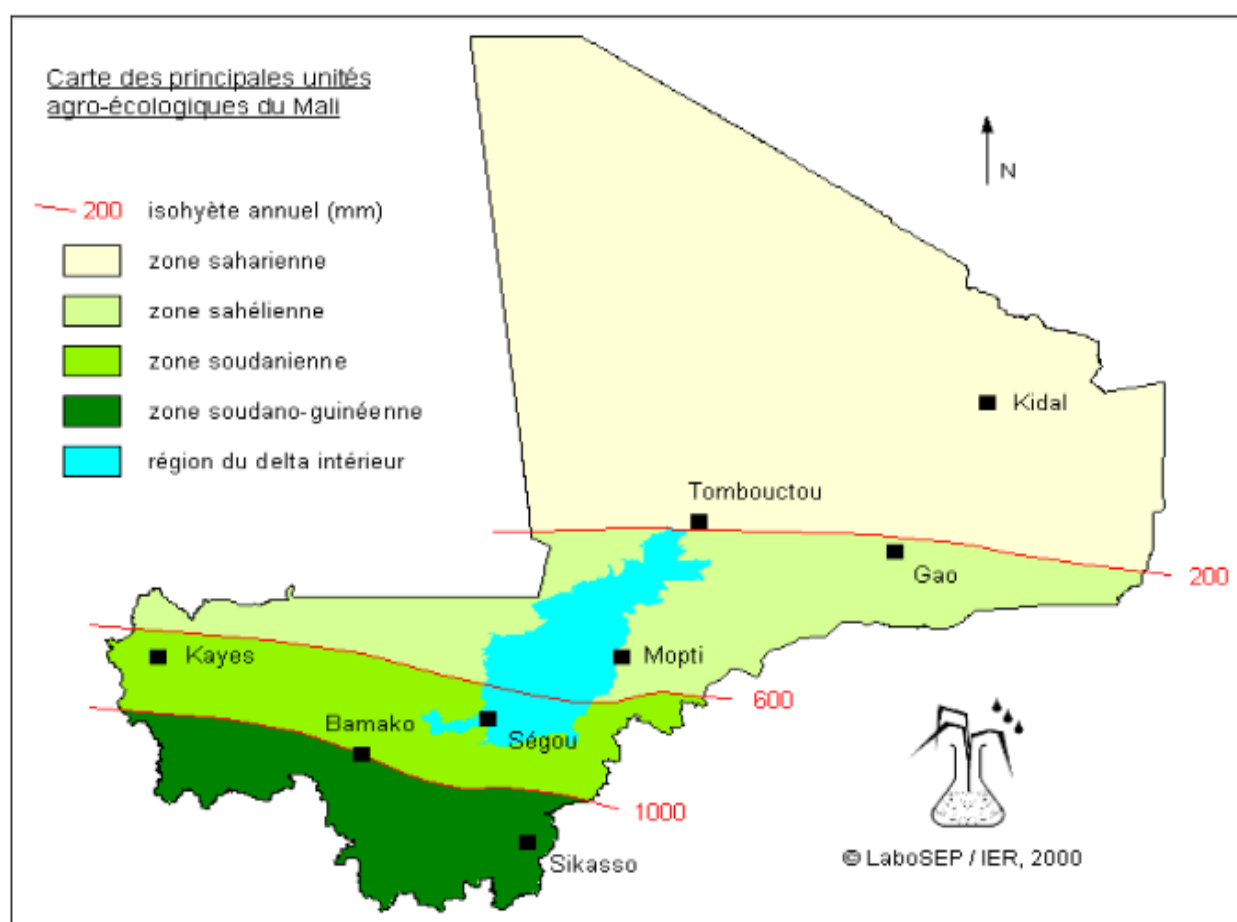 Carte des principales unités
agro-écologiques du Mali
N
200 isohyète annuel (mm)
zone saharienne
zone sahélienne
zone soudanienne
zone soudano-guinéenne
région du delta intérieur
Kidal
Tombouctou
Gao
200
Kayes
Mopti
600
Bamako
Ségou
1000
Sikasso
© LaboSEP / IER, 2000